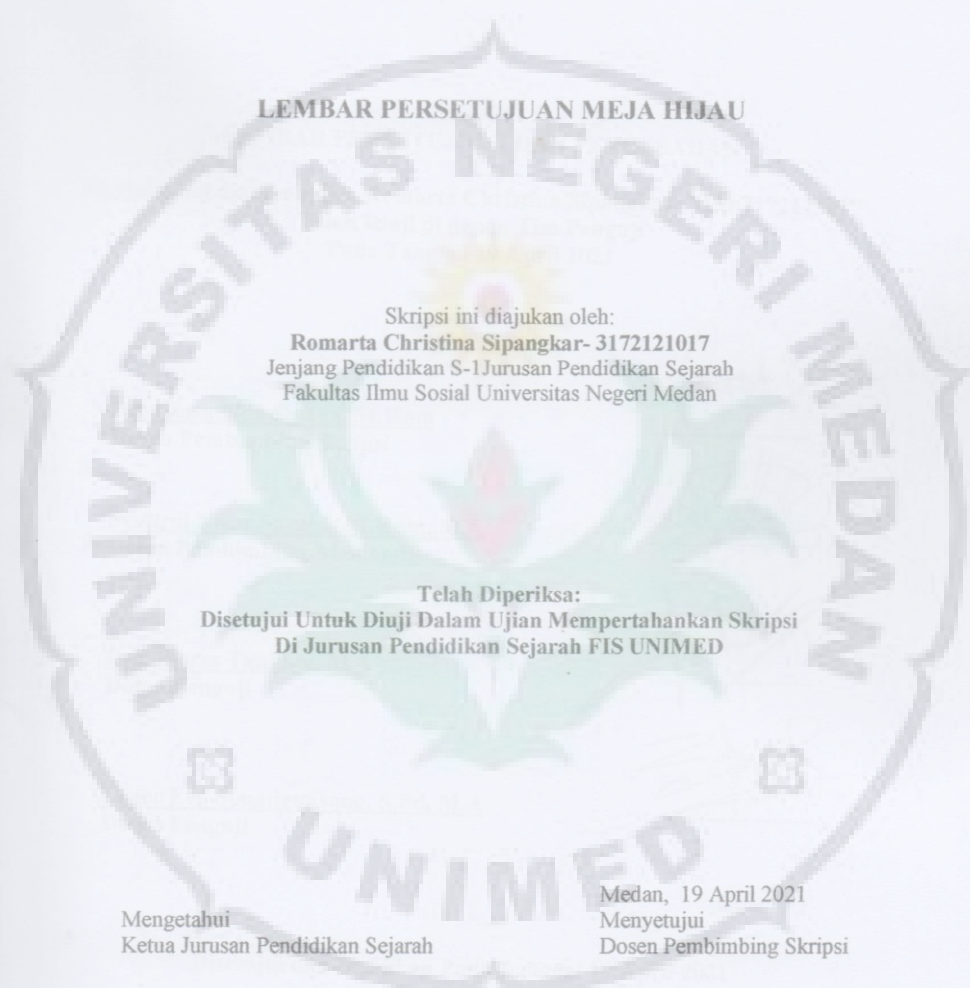 LEMBAR PERSETUJUAN MEJA HIJAU
UNIVERSITAS NEGERI MEDAN
Skripsi ini diajukan oleh:
Romarta Christina Sipangkar- 3172121017
Jenjang Pendidikan S-1Jurusan Pendidikan Sejarah
Fakultas Ilmu Sosial Universitas Negeri Medan
Telah Diperiksa:
Disetujui Untuk Diuji Dalam Ujian Mempertahankan Skripsi
Di Jurusan Pendidikan Sejarah FIS UNIMED
UNIMED
Mengetahui
Ketua Jurusan Pendidikan Sejarah
Medan, 19 April 2021
Menyetujui
Dosen Pembimbing Skripsi